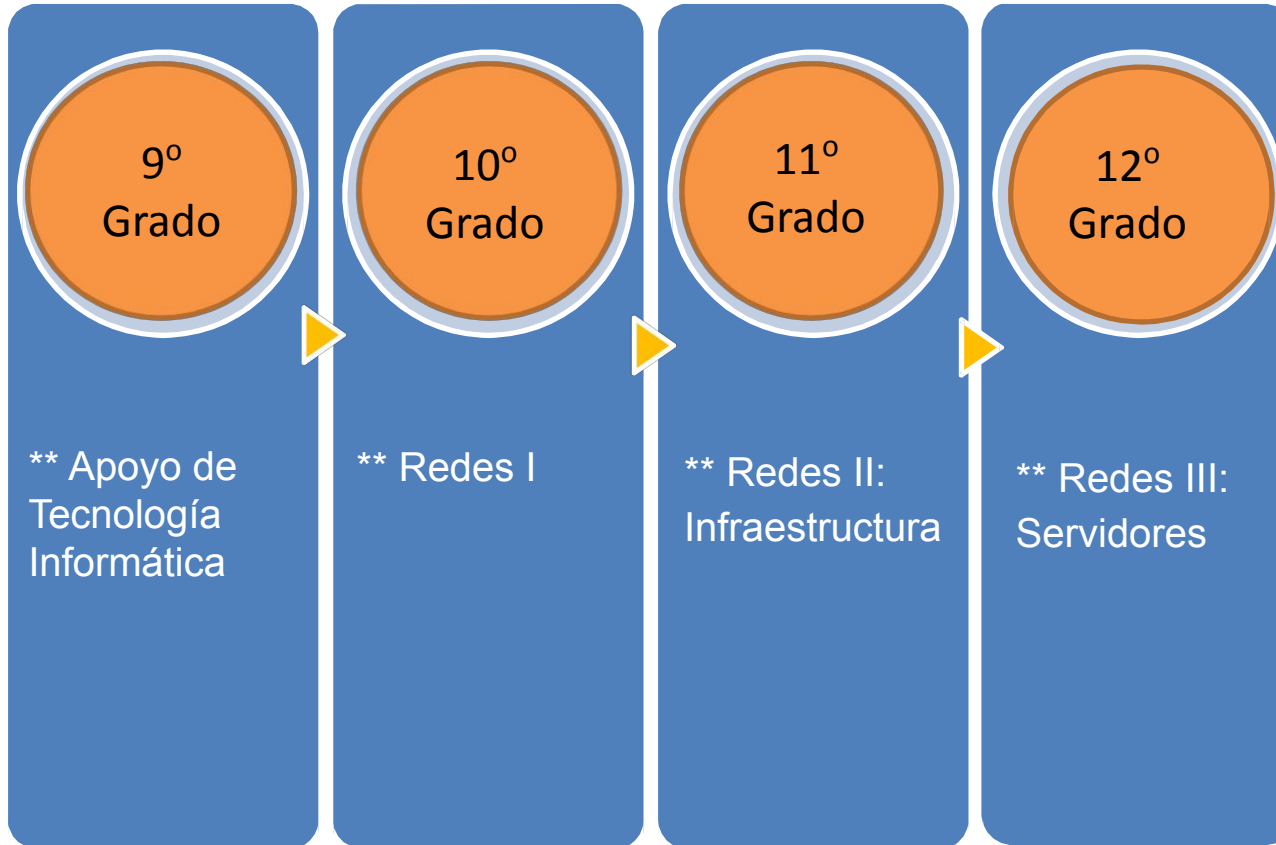 9º
Grado
** Apoyo de
Tecnología
Informática
10º
Grado
** Redes I
11º
Grado
** Redes II:
Infraestructura
12º
Grado
** Redes III:
Servidores